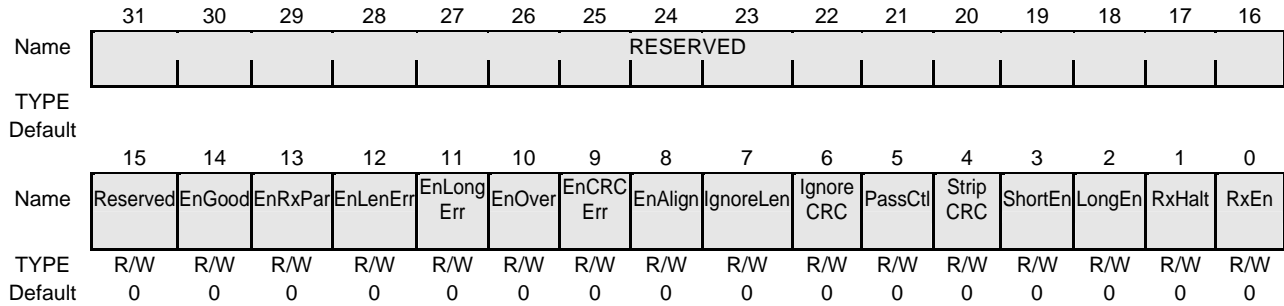 31 30 29 28 27 26 25 24 23 22 21 20 19 18 17 16
Name RESERVED
TYPE
Default
15 14 13 12 11 10 9 8 7 6 5 4 3 2 1 0
Name Reserved EnGood EnRxPar EnLenErr EnLong Err EnOver EnCRC Err EnAlign IgnoreLen Ignore CRC PassCtl Strip CRC ShortEn LongEn RxHalt RxEn
TYPE R/W R/W R/W R/W R/W R/W R/W R/W R/W R/W R/W R/W R/W R/W R/W R/W
Default 0 0 0 0 0 0 0 0 0 0 0 0 0 0 0 0